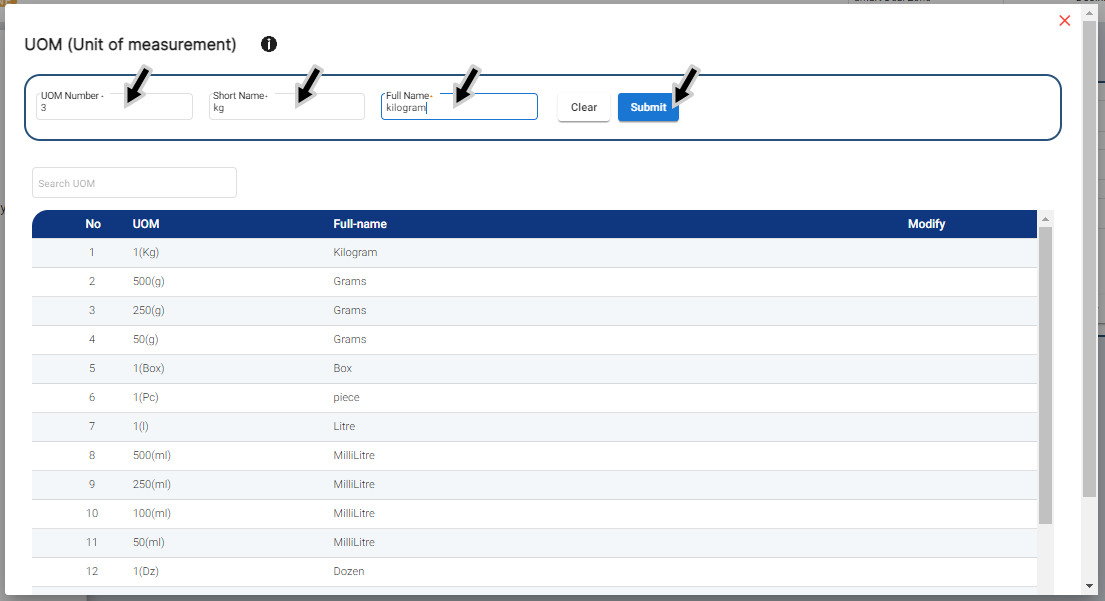 UOM (Unit of measurement)
UOM Number * Short Name * Full Name *
3 kg kilogram Clear Submit
Search UOM
No UOM Full-name Modify
1 1(Kg) Kilogram
2 500(g) Grams
3 250(g) Grams
4 50(g) Grams
5 1(Box) Box
6 1(Pc) piece
7 1(l) Litre
8 500(ml) MilliLitre
9 250(ml) MilliLitre
10 100(ml) MilliLitre
11 50(ml) MilliLitre
12 1(Dz) Dozen